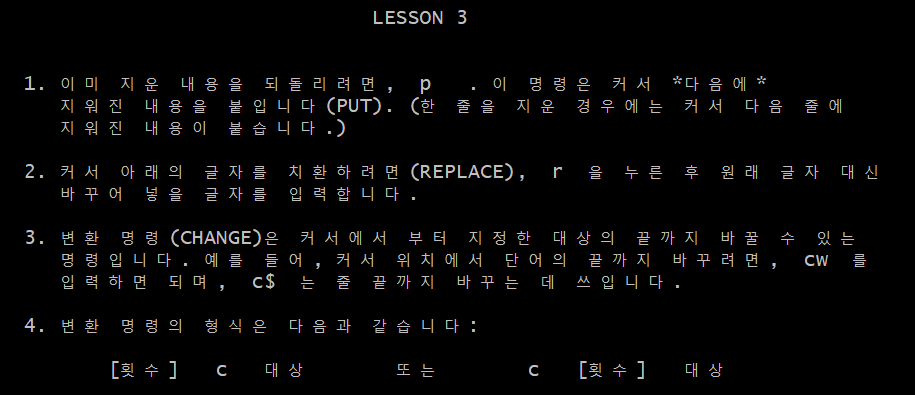 LESSON 3
1. 이미 지운 내용을 되돌리려면, p . 이 명령은 커서 *다음에*
지워진 내용을 붙입니다(PUT). (한 줄을 지운 경우에는 커서 다음 줄에
지워진 내용이 붙습니다.)
2. 커서 아래의 글자를 치환하려면(REPLACE), r 을 누른 후 원래 글자 대신
바꾸어 넣을 글자를 입력합니다.
3. 변환 명령(CHANGE)은 커서에서 부터 지정한 대상의 끝까지 바꿀 수 있는
명령입니다. 예를 들어, 커서 위치에서 단어의 끝까지 바꾸려면, cw 를
입력하면 되며, c$ 는 줄 끝까지 바꾸는 데 쓰입니다.
4. 변환 명령의 형식은 다음과 같습니다:
[횟수] c 대상 또는 c [횟수] 대상